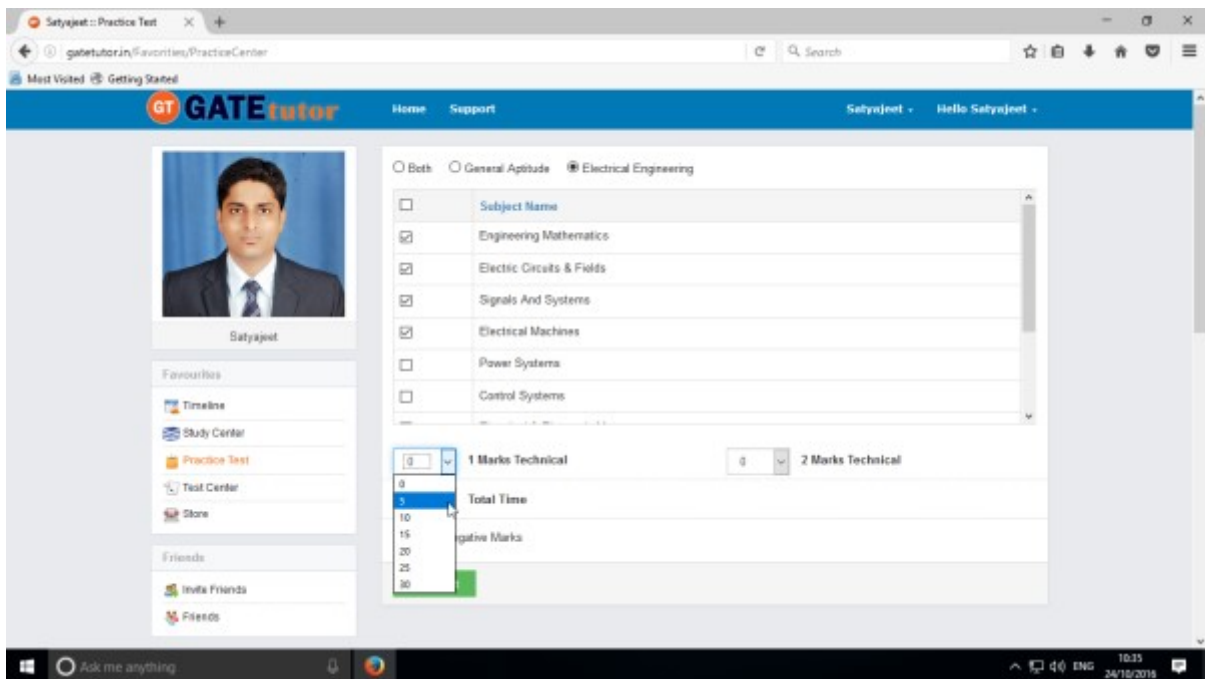 Satyajeet :: Practice Test
gatetutor.in/Favorities/PracticeCenter
Search
Most Visited Getting Started
GT GATEtutor Home Support Satyajeet Hello Satyajeet
Both General Aptitude Electrical Engineering
Subject Name
Engineering Mathematics
Electric Circuits & Fields
Signals And Systems
Electrical Machines
Power Systems
Control Systems
Satyajeet
Favourites
Timeline
Study Center
Practice Test
Test Center
Store
Friends
Invite Friends
Friends
0 1 Marks Technical 0 2 Marks Technical
0
5 Total Time
10
15 gative Marks
20
25
30
Ask me anything
ENG 10:35
24/10/2016